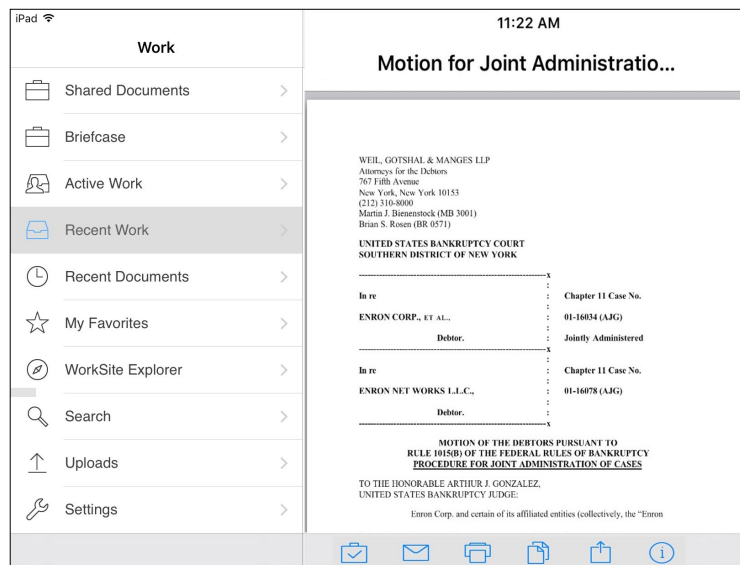 iPad
11:22 AM
Work
Shared Documents
Briefcase
Active Work
Recent Work
Recent Documents
My Favorites
WorkSite Explorer
Search
Uploads
Settings
Motion for Joint Administratio...
WEIL, GOTSHAL & MANGES LLP
Attorneys for the Debtors
767 Fifth Avenue
New York, New York 10153
(212) 310-8000
Martin J. Bienenstock (MB 3001)
Brian S. Rosen (BR 0571)
UNITED STATES BANKRUPTCY COURT
SOUTHERN DISTRICT OF NEW YORK
---------------------------------------------------------------x
:
In re : Chapter 11 Case No.
:
ENRON CORP., ET AL., : 01-16034 (AJG)
:
Debtor. : Jointly Administered
---------------------------------------------------------------x
:
In re : Chapter 11 Case No.
:
ENRON NET WORKS L.L.C., : 01-16078 (AJG)
:
Debtor. :
---------------------------------------------------------------x
MOTION OF THE DEBTORS PURSUANT TO
RULE 1015(B) OF THE FEDERAL RULES OF BANKRUPTCY
PROCEDURE FOR JOINT ADMINISTRATION OF CASES
TO THE HONORABLE ARTHUR J. GONZALEZ,
UNITED STATES BANKRUPTCY JUDGE:
Enron Corp. and certain of its affiliated entities (collectively, the “Enron